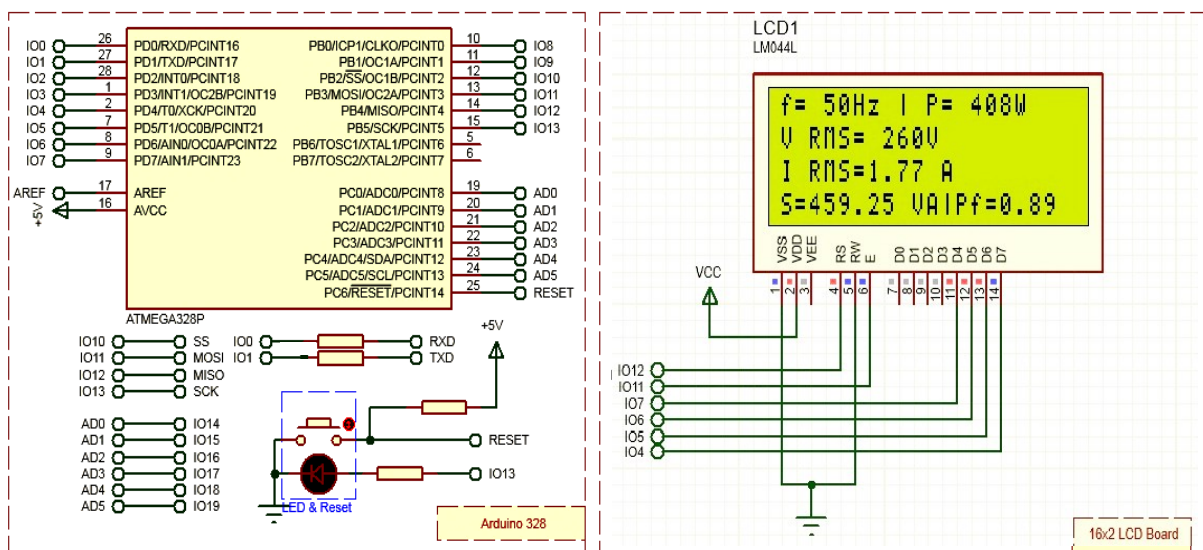 26 PD0/RXD/PCINT16
27 PD1/TXD/PCINT17
28 PD2/INT0/PCINT18
1 PD3/INT1/OC2B/PCINT19
2 PD4/T0/XCK/PCINT20
7 PD5/T1/OC0B/PCINT21
8 PD6/AIN0/OC0A/PCINT22
9 PD7/AIN1/PCINT23
17 AREF
16 AVCC
IO0
IO1
IO2
IO3
IO4
IO5
IO6
IO7
AREF
+5V
PB0/ICP1/CLKO/PCINT0 10 IO8
PB1/OC1A/PCINT1 11 IO9
PB2/SS/OC1B/PCINT2 12 IO10
PB3/MOSI/OC2A/PCINT3 13 IO11
PB4/MISO/PCINT4 14 IO12
PB5/SCK/PCINT5 15 IO13
PB6/TOSC1/XTAL1/PCINT6 5
PB7/TOSC2/XTAL2/PCINT7 6
PC0/ADC0/PCINT8 19 AD0
PC1/ADC1/PCINT9 20 AD1
PC2/ADC2/PCINT10 21 AD2
PC3/ADC3/PCINT11 22 AD3
PC4/ADC4/SDA/PCINT12 23 AD4
PC5/ADC5/SCL/PCINT13 24 AD5
PC6/RESET/PCINT14 25 RESET
ATMEGA328P
IO10 SS
IO11 MOSI
IO12 MISO
IO13 SCK
IO0 RXD
IO1 TXD
+5V
AD0 IO14
AD1 IO15
AD2 IO16
AD3 IO17
AD4 IO18
AD5 IO19
RESET
IO13
LED & Reset
Arduino 328
LCD1
LM044L
f= 50Hz | P= 408W
V RMS= 260V
I RMS=1.77 A
S=459.25 VA|Pf=0.89
VSS VDD VEE RS RW E D0 D1 D2 D3 D4 D5 D6 D7
1 2 3 4 5 6 7 8 9 10 11 12 13 14
VCC
IO12
IO11
IO7
IO6
IO5
IO4
16x2 LCD Board